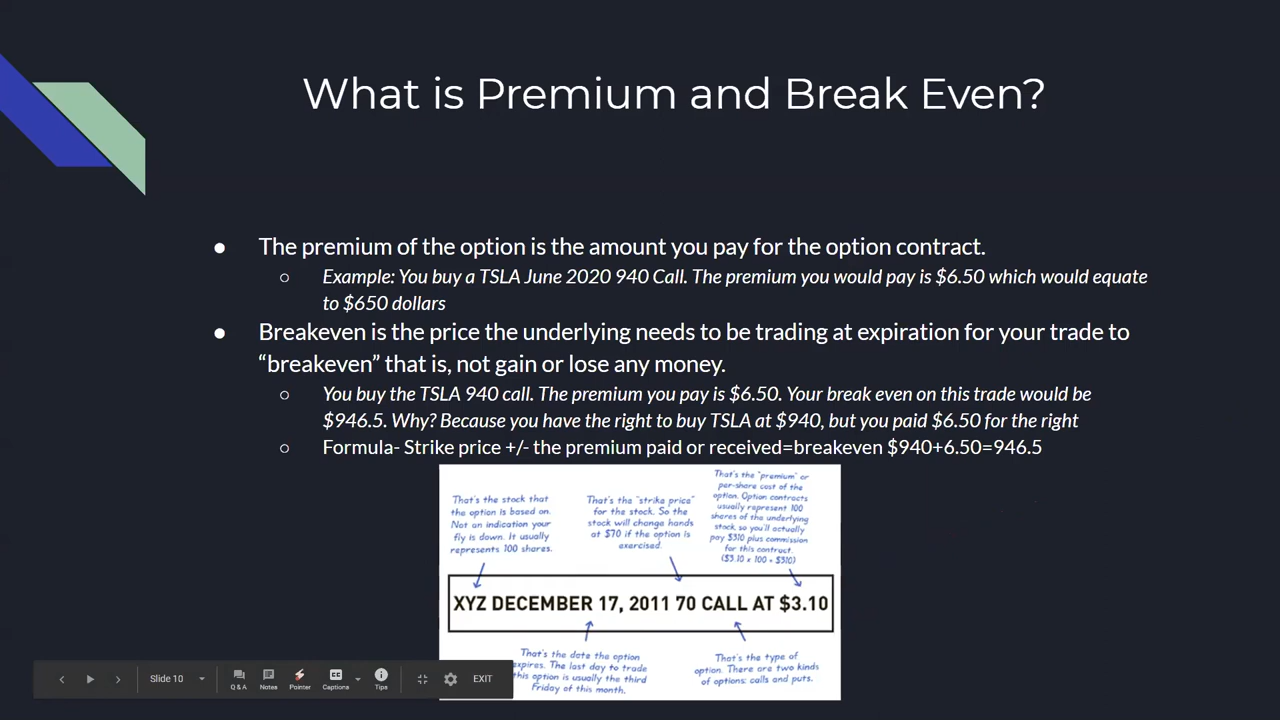 What is Premium and Break Even?
● The premium of the option is the amount you pay for the option contract.
○ Example: You buy a TSLA June 2020 940 Call. The premium you would pay is $6.50 which would equate
to $650 dollars
● Breakeven is the price the underlying needs to be trading at expiration for your trade to
“breakeven” that is, not gain or lose any money.
○ You buy the TSLA 940 call. The premium you pay is $6.50. Your break even on this trade would be
$946.5. Why? Because you have the right to buy TSLA at $940, but you paid $6.50 for the right
○ Formula- Strike price +/- the premium paid or received=breakeven $940+6.50=946.5
That's the stock that
the option is based on.
Not an indication your
fly is down. It usually
represents 100 shares.
That's the "strike price"
for the stock. So the
stock will change hands
at $70 if the option is
exercised.
That's the "premium" or
per-share cost of the
option. Option contracts
usually represent 100
shares of the underlying
stock, so you'll actually
pay $310 plus commission
for this contract.
($3.10 x 100 = $310)
XYZ DECEMBER 17, 2011 70 CALL AT $3.10
That's the date the option
expires. The last day to trade
this option is usually the third
Friday of this month.
That's the type of
option. There are two kinds
of options: calls and puts.
Slide 10
Q & A
Notes
Pointer
Captions
Tips
EXIT